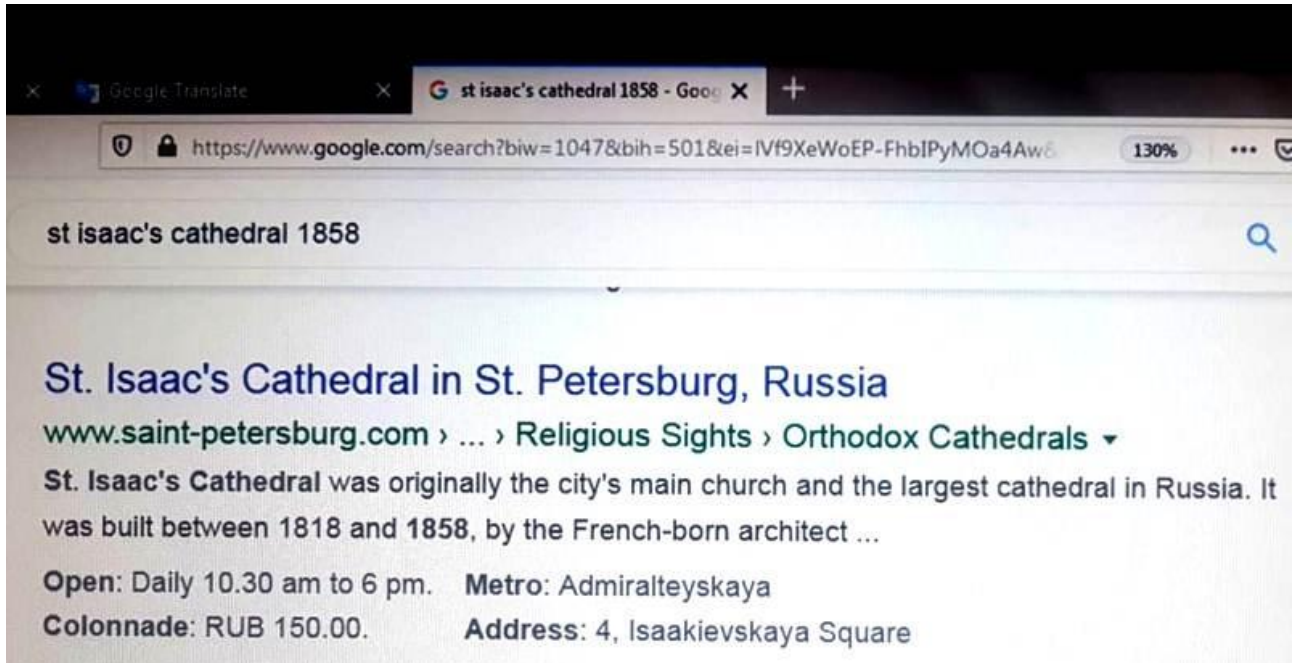 Google Translate
st isaac's cathedral 1858 - Goog
https://www.google.com/search?biw=1047&bih=501&ei=IVf9XeWoEP-FhbIPyMOa4Aw&
130%
st isaac's cathedral 1858
St. Isaac's Cathedral in St. Petersburg, Russia
www.saint-petersburg.com › ... › Religious Sights › Orthodox Cathedrals
St. Isaac's Cathedral was originally the city's main church and the largest cathedral in Russia. It
was built between 1818 and 1858, by the French-born architect ...
Open: Daily 10.30 am to 6 pm. Metro: Admiralteyskaya
Colonnade: RUB 150.00. Address: 4, Isaakievskaya Square